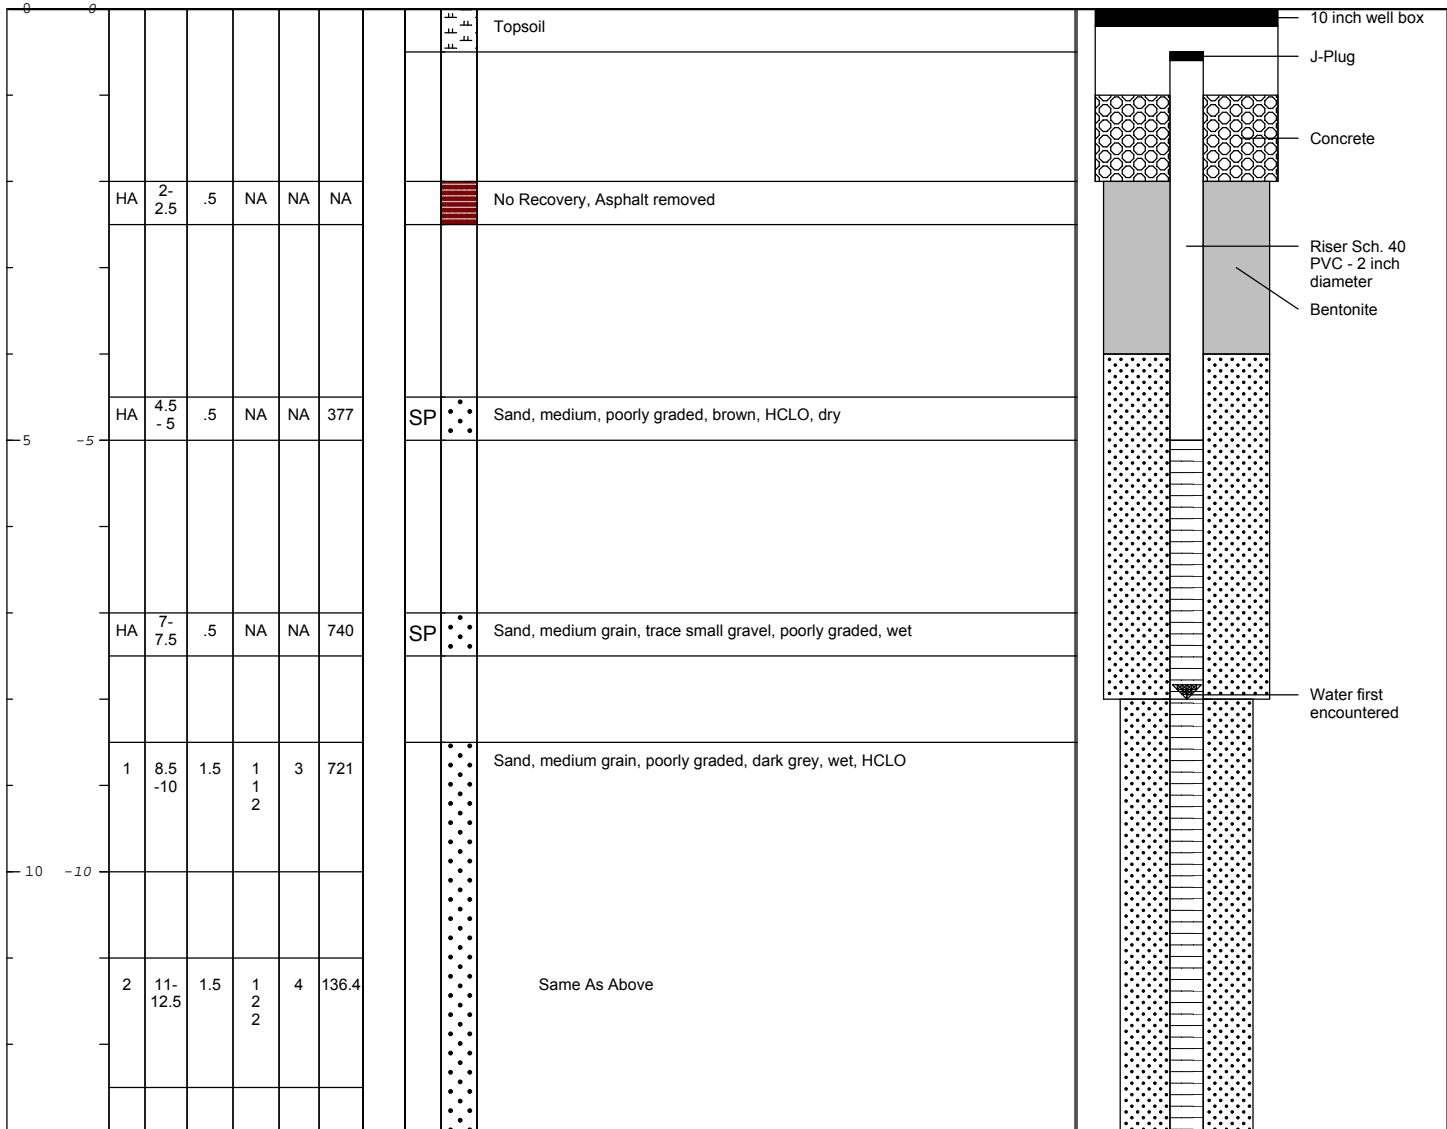 0 0
Topsoil
10 inch well box
J-Plug
Concrete
HA 2-
2.5 .5 NA NA NA No Recovery, Asphalt removed
Riser Sch. 40
PVC - 2 inch
diameter
Bentonite
HA 4.5
- 5 .5 NA NA 377 SP Sand, medium, poorly graded, brown, HCLO, dry
5 -5
HA 7-
7.5 .5 NA NA 740 SP Sand, medium grain, trace small gravel, poorly graded, wet
Water first
encountered
1 8.5
-10 1.5 1
1
2 3 721 Sand, medium grain, poorly graded, dark grey, wet, HCLO
10 -10
2 11-
12.5 1.5 1
2
2 4 136.4 Same As Above